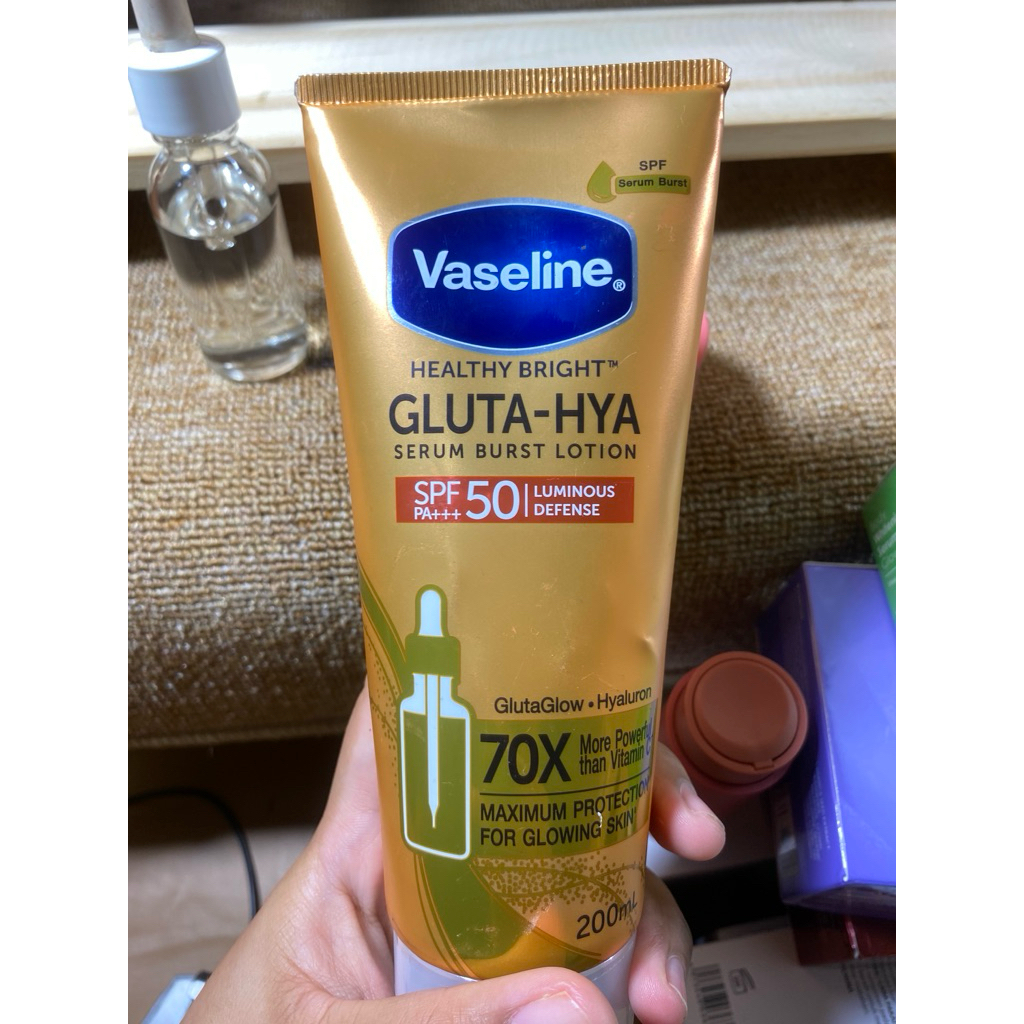 SPF
Serum Burst
Vaseline®
HEALTHY BRIGHT™
GLUTA-HYA
SERUM BURST LOTION
SPF 50
PA+++
LUMINOUS
DEFENSE
GlutaGlow • Hyaluron
70X
More Powerful
than Vitamin C
MAXIMUM PROTECTION
FOR GLOWING SKIN*
200mL